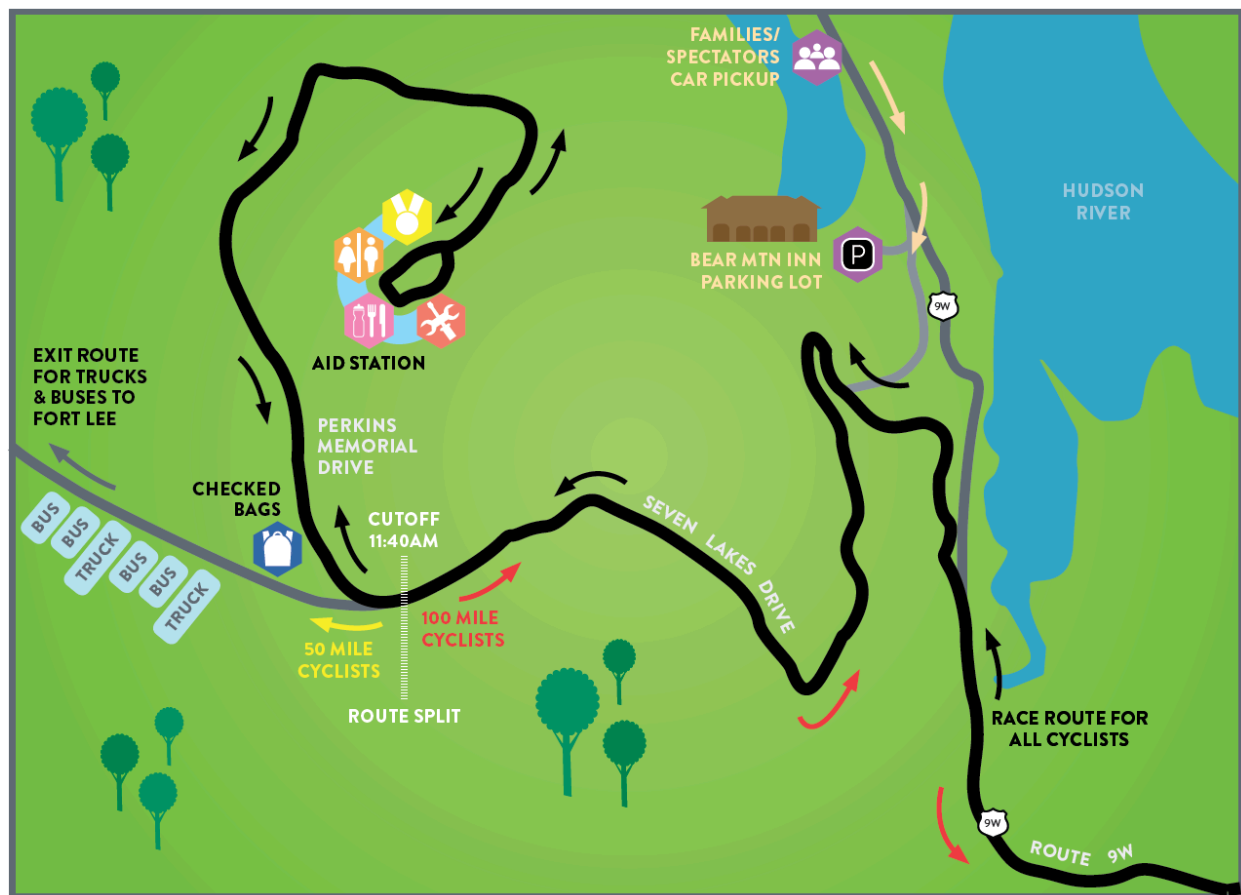 FAMILIES/
SPECTATORS
CAR PICKUP
HUDSON
RIVER
BEAR MTN INN
PARKING LOT
P
9W
AID STATION
EXIT ROUTE
FOR TRUCKS
& BUSES TO
FORT LEE
PERKINS
MEMORIAL
DRIVE
CHECKED
BAGS
CUTOFF
11:40AM
SEVEN LAKES DRIVE
BUS
BUS
TRUCK
BUS
BUS
TRUCK
100 MILE
CYCLISTS
50 MILE
CYCLISTS
ROUTE SPLIT
RACE ROUTE FOR
ALL CYCLISTS
9W
ROUTE 9W